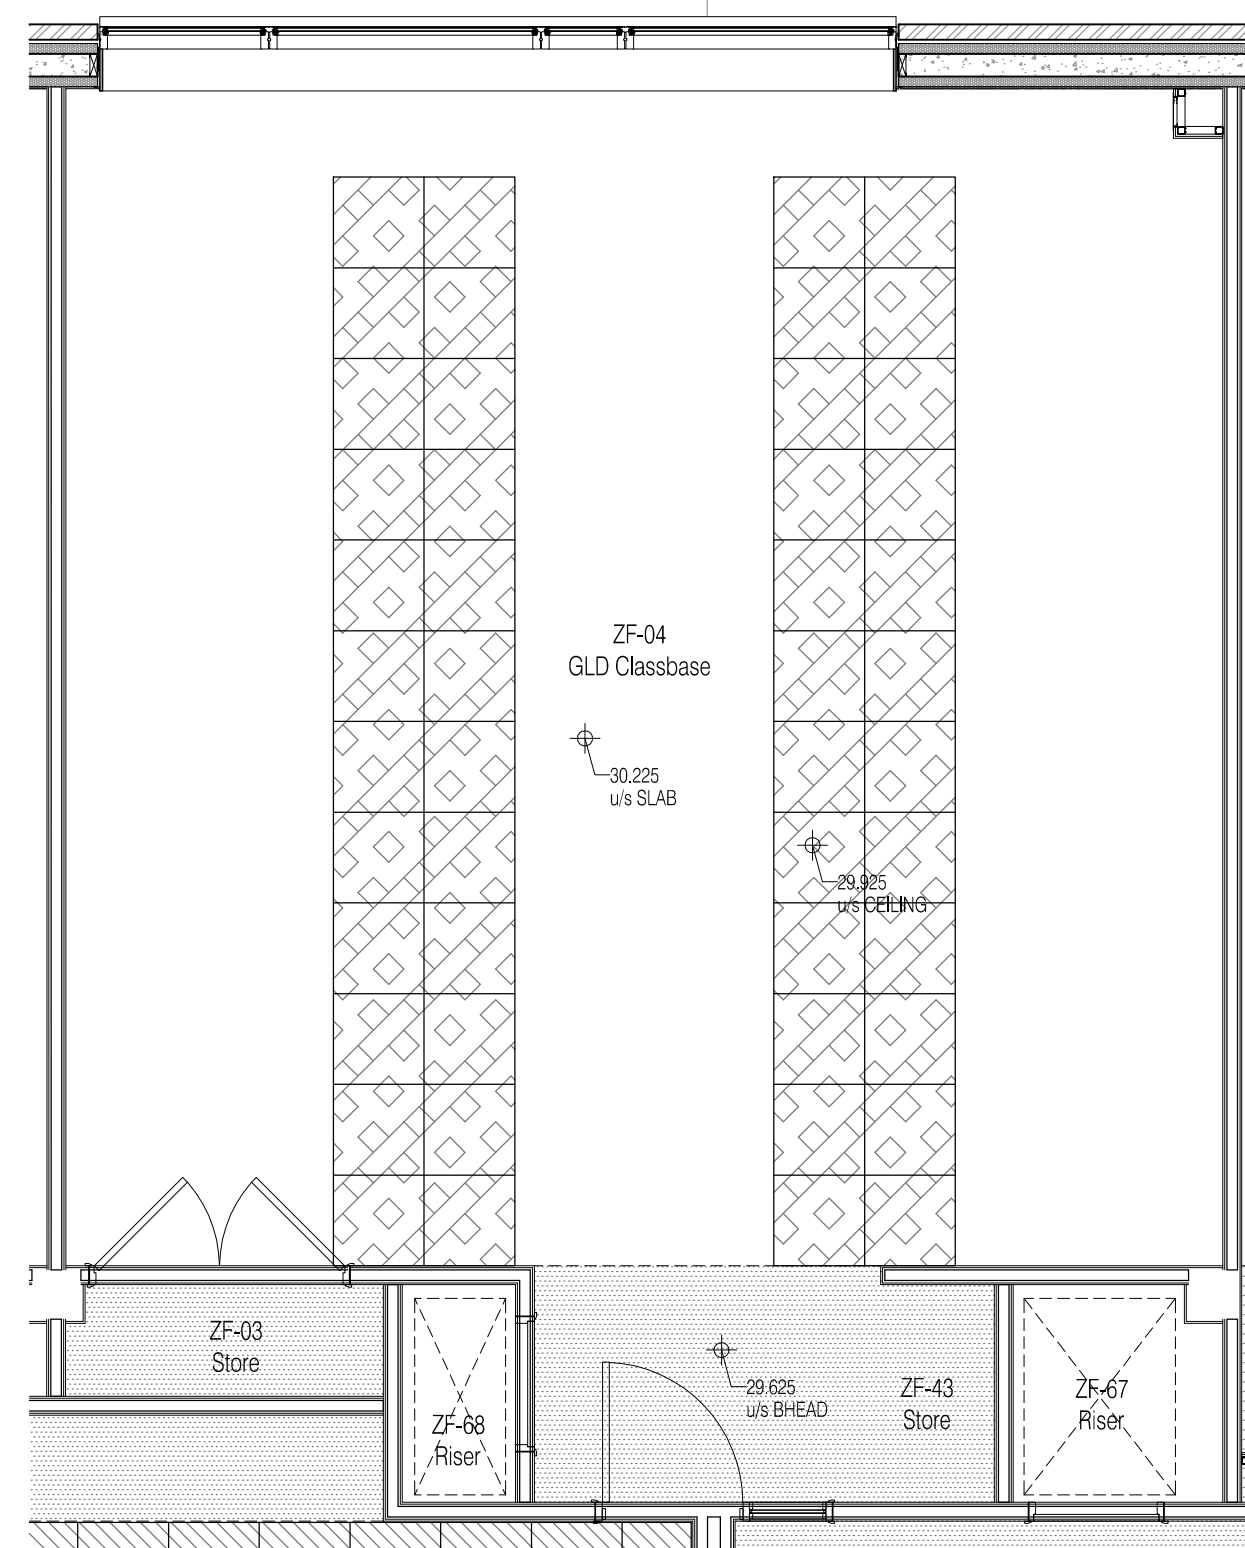 ZF-04
GLD Classbase
30.225
u/s SLAB
29.925
u/s CEILING
ZF-03
Store
29.625
u/s BHEAD
ZF-43
Store
ZF-67
Riser
ZF-68
Riser